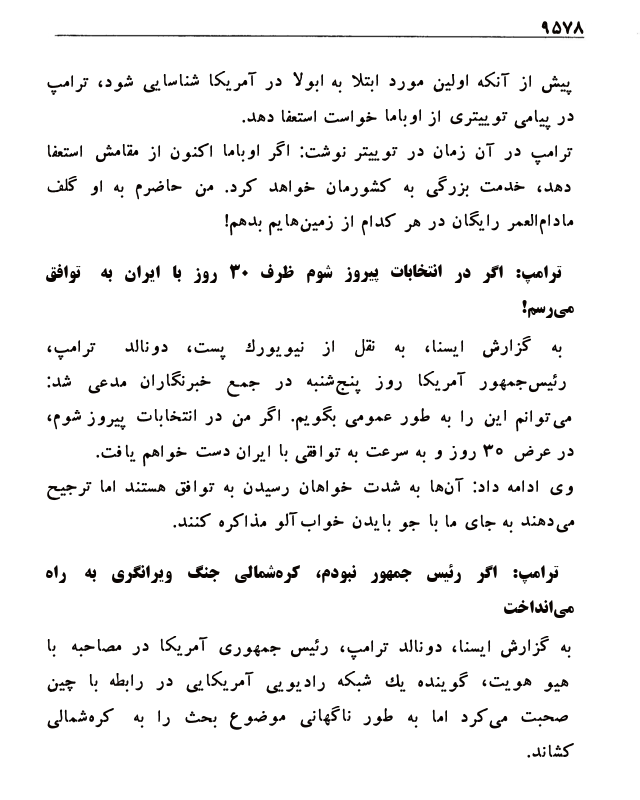 ۹۵۷۸
پیش از آنکه اولین مورد ابتلا به ابولا در آمریکا شناسایی شود، ترامپ
در پیامی توییتری از اوباما خواست استعفا دهد.
ترامپ در آن زمان در توییتر نوشت: اگر اوباما اکنون از مقامش استعفا
دهد، خدمت بزرگی به کشورمان خواهد کرد. من حاضرم به او گلف
مادام‌العمر رایگان در هر کدام از زمین‌هایم بدهم!
ترامپ: اگر در انتخابات پیروز شوم ظرف ۳۰ روز با ایران به توافق
می‌رسم!
به گزارش ایسنا، به نقل از نیویورك پست، دونالد ترامپ،
رئیس‌جمهور آمریکا روز پنج‌شنبه در جمع خبرنگاران مدعی شد:
می‌توانم این را به طور عمومی بگویم. اگر من در انتخابات پیروز شوم،
در عرض ۳۰ روز و به سرعت به توافقی با ایران دست خواهم یافت.
وی ادامه داد: آن‌ها به شدت خواهان رسیدن به توافق هستند اما ترجیح
می‌دهند به جای ما با جو بایدن خواب‌آلو مذاکره کنند.
ترامپ: اگر رئیس جمهور نبودم، کره‌شمالی جنگ ویرانگری به راه
می‌انداخت
به گزارش ایسنا، دونالد ترامپ، رئیس جمهوری آمریکا در مصاحبه با
هیو هویت، گوینده یك شبکه رادیویی آمریکایی در رابطه با چین
صحبت می‌کرد اما به طور ناگهانی موضوع بحث را به کره‌شمالی
کشاند.